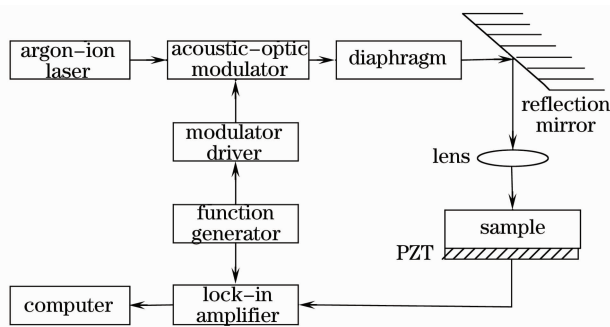 argon-ion
laser
acoustic-optic
modulator
diaphragm
reflection
mirror
modulator
driver
lens
function
generator
sample
PZT
computer
lock-in
amplifier